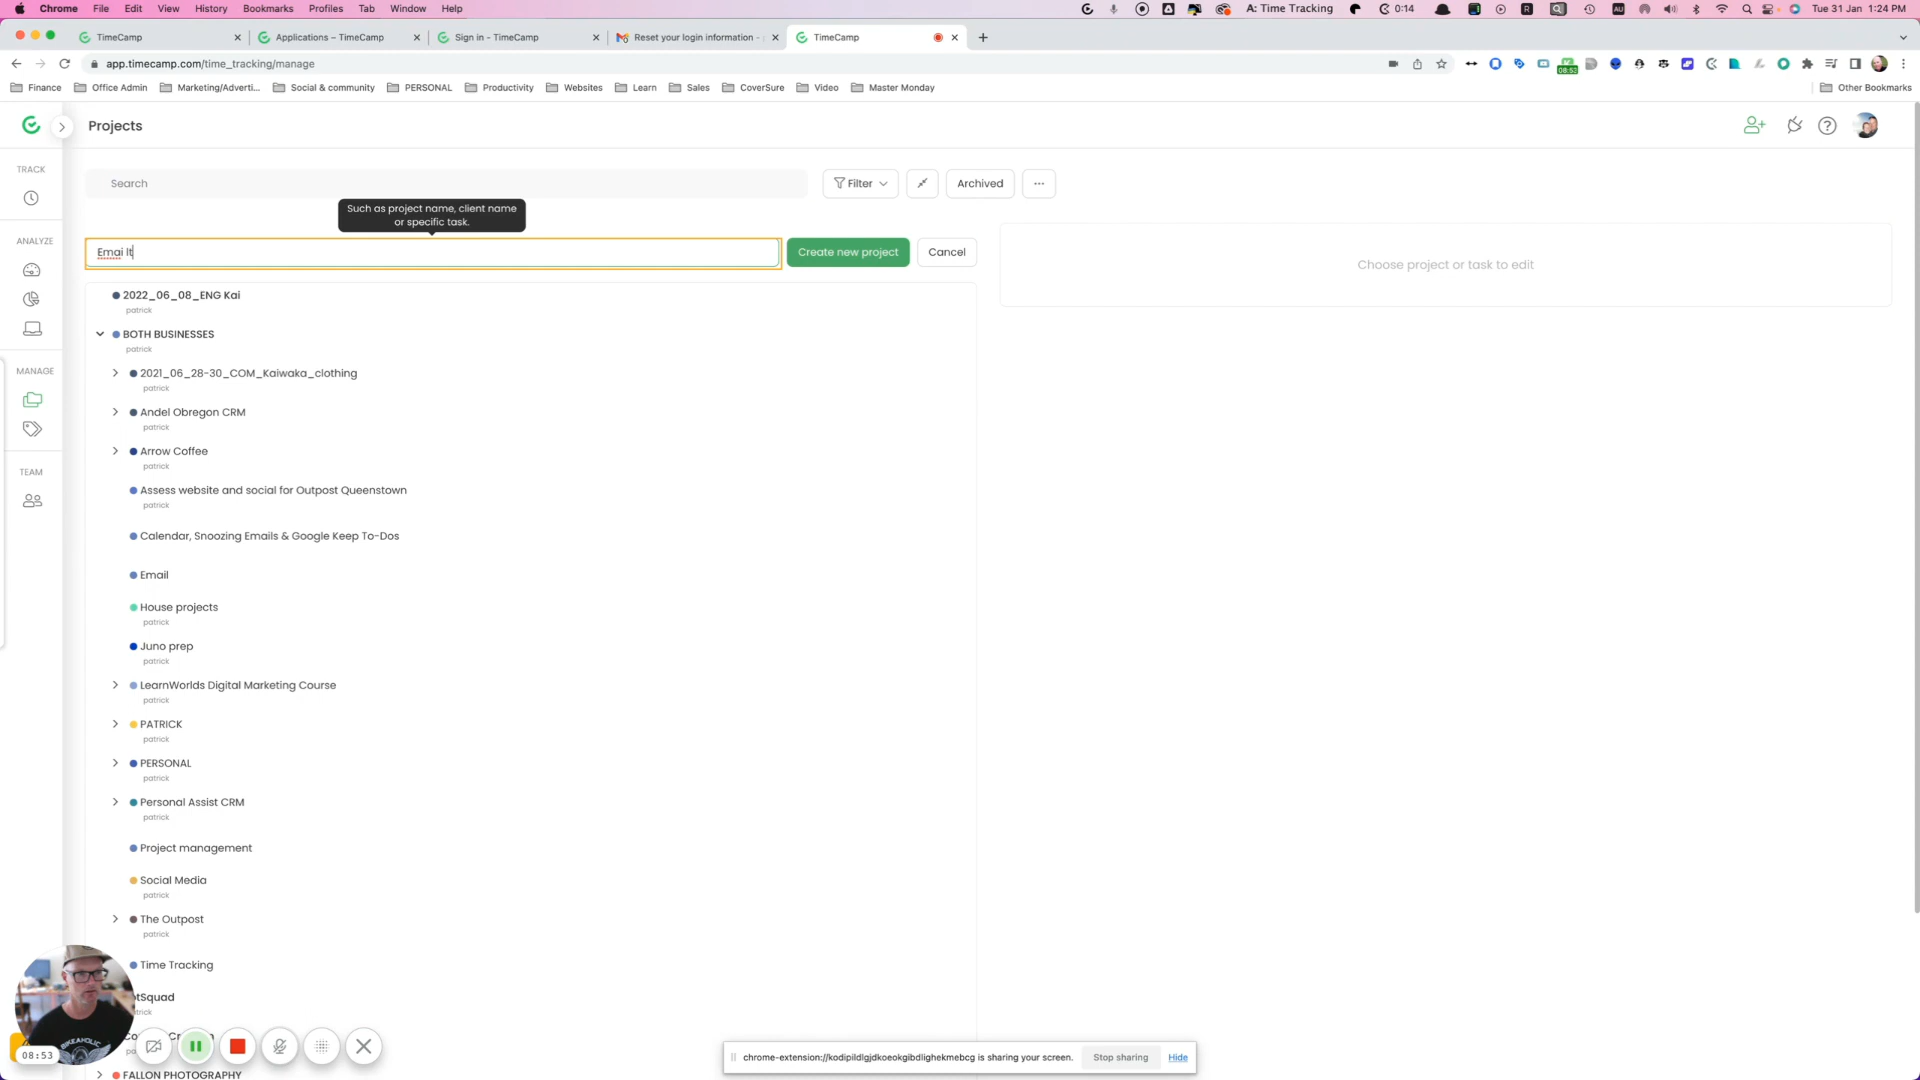 Chrome File Edit View History Bookmarks Profiles Tab Window Help A: Time Tracking 0:14 Tue 31 Jan 1:24 PM
TimeCamp Applications – TimeCamp Sign in - TimeCamp Reset your login information - TimeCamp
app.timecamp.com/time_tracking/manage 08:52
Finance Office Admin Marketing/Adverti... Social & community PERSONAL Productivity Websites Learn Sales CoverSure Video Master Monday Other Bookmarks
Projects
TRACK
Search Filter Archived ...
Such as project name, client name
or specific task.
ANALYZE
Emai lt Create new project Cancel
Choose project or task to edit
2022_06_08_ENG Kai
patrick
BOTH BUSINESSES
patrick
MANAGE
2021_06_28-30_COM_Kaiwaka_clothing
patrick
Andel Obregon CRM
patrick
Arrow Coffee
patrick
TEAM
Assess website and social for Outpost Queenstown
patrick
Calendar, Snoozing Emails & Google Keep To-Dos
Email
House projects
patrick
Juno prep
patrick
LearnWorlds Digital Marketing Course
patrick
PATRICK
patrick
PERSONAL
patrick
Personal Assist CRM
patrick
Project management
Social Media
patrick
The Outpost
patrick
Time Tracking
otSquad
trick
BIKEAHOLIC
08:53
chrome-extension://kodipildlgjdkoeokgibdlighekmebcg is sharing your screen. Stop sharing Hide
FALLON PHOTOGRAPHY